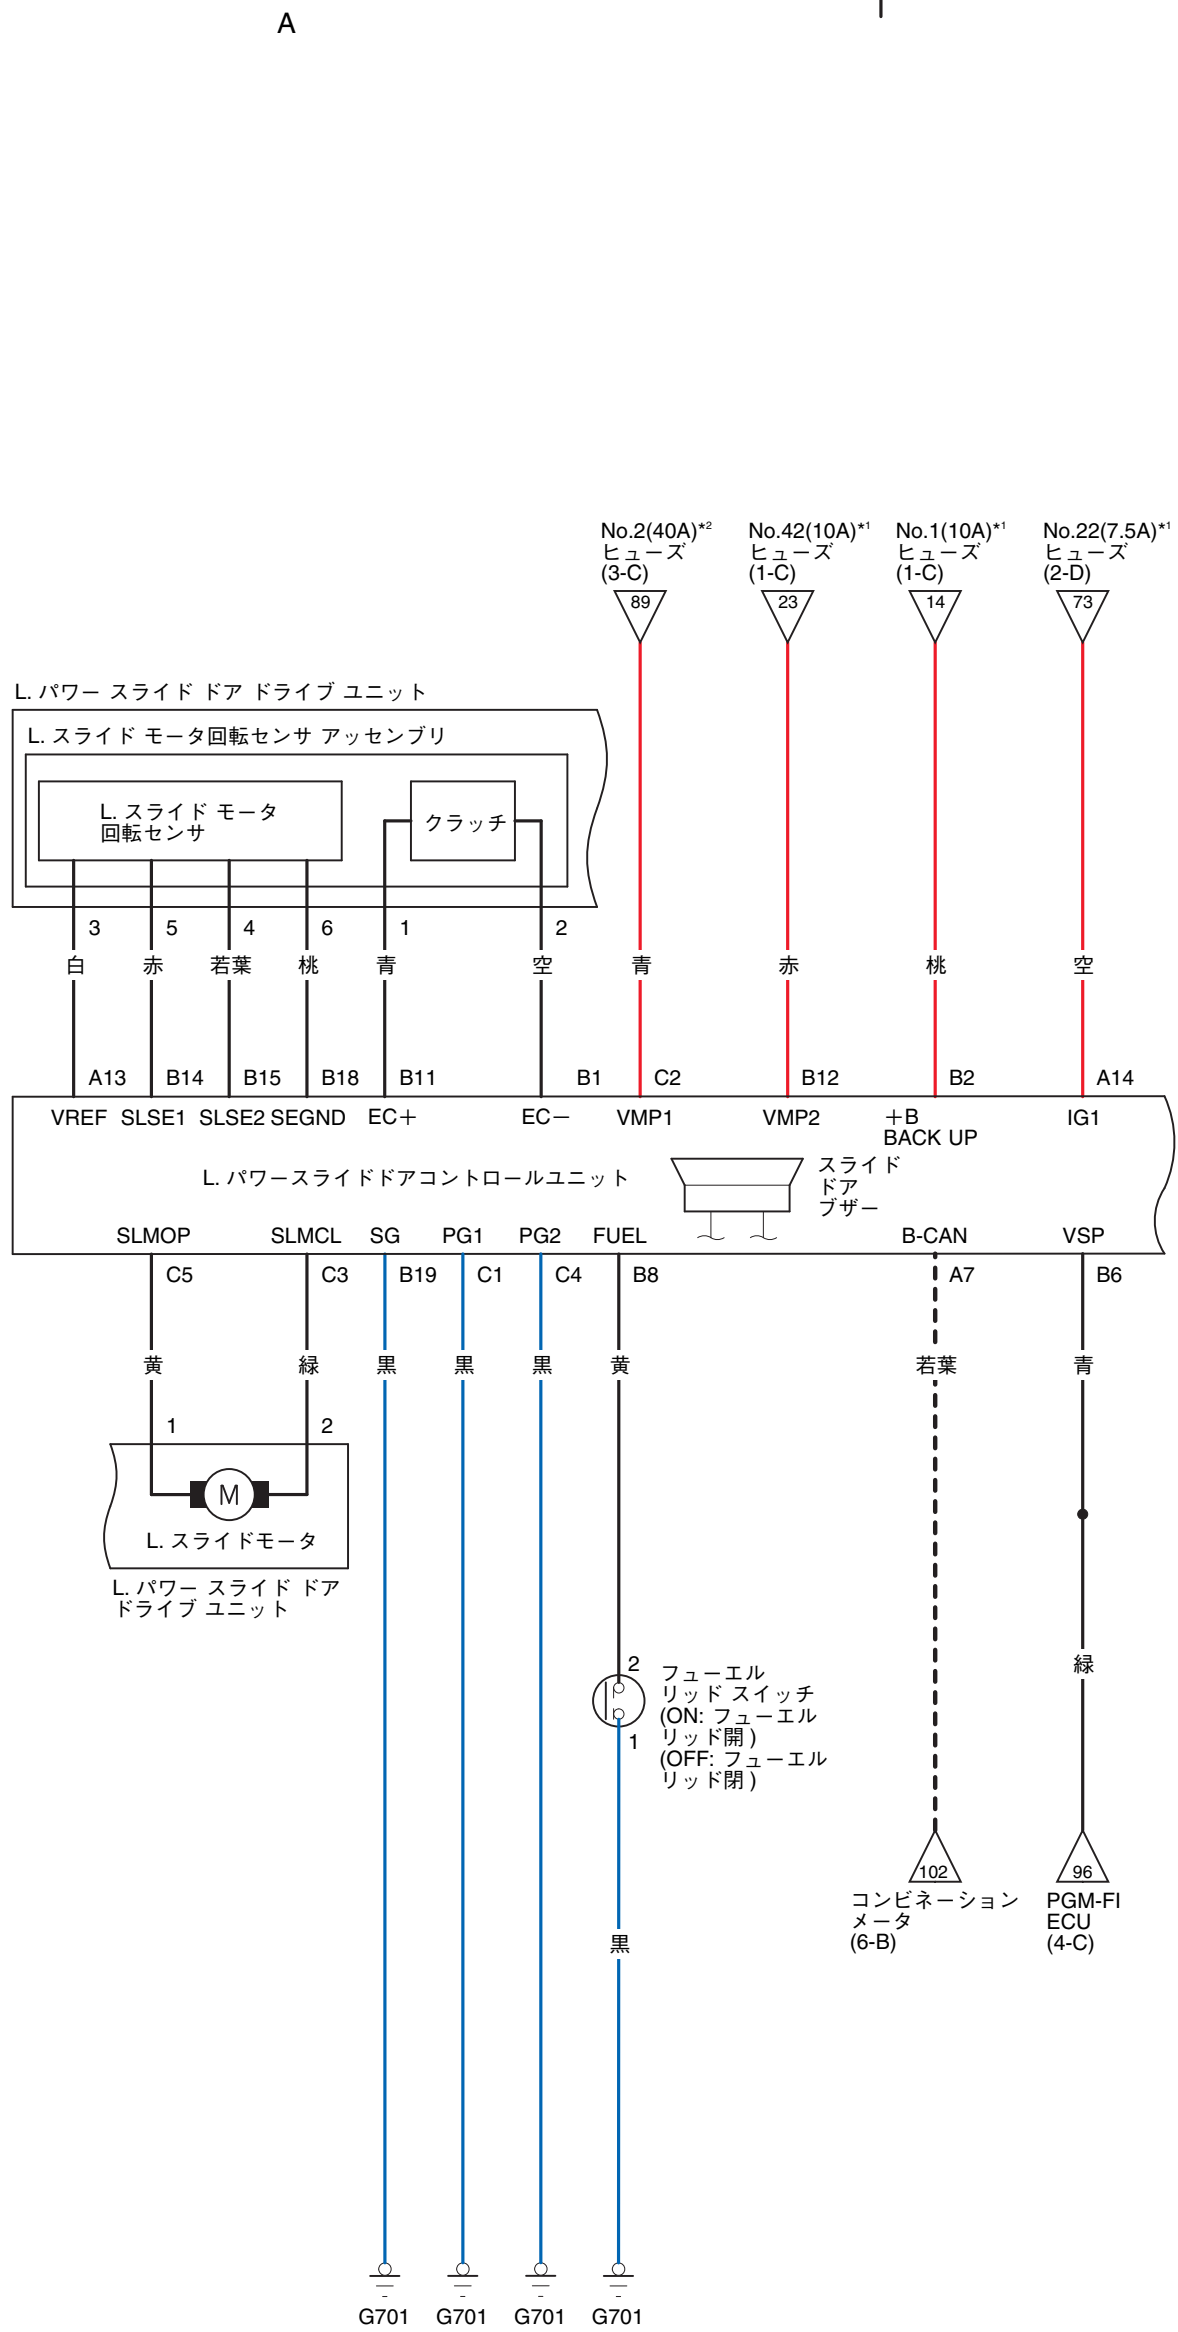 A
No.2(40A)*2
ヒューズ
(3-C)
89
No.42(10A)*1
ヒューズ
(1-C)
23
No.1(10A)*1
ヒューズ
(1-C)
14
No.22(7.5A)*1
ヒューズ
(2-D)
73
L. パワー スライド ドア ドライブ ユニット
L. スライド モータ回転センサ アッセンブリ
L. スライド モータ
回転センサ
クラッチ
3 5 4 6 1 2
白 赤 若葉 桃 青 空 青 赤 桃 空
A13 B14 B15 B18 B11 B1 C2 B12 B2 A14
VREF SLSE1 SLSE2 SEGND EC+ EC− VMP1 VMP2 +B IG1
BACK UP
L. パワースライドドアコントロールユニット
スライド
ドア
ブザー
SLMOP SLMCL SG PG1 PG2 FUEL B-CAN VSP
C5 C3 B19 C1 C4 B8 A7 B6
黄 緑 黒 黒 黒 黄 若葉 青
1 2
M
L. スライドモータ
L. パワー スライド ドア
ドライブ ユニット
2
1
フューエル
リッド スイッチ
(ON: フューエル
リッド開 )
(OFF: フューエル
リッド閉 )
緑
102
コンビネーション
メータ
(6-B)
96
PGM-FI
ECU
(4-C)
黒
G701 G701 G701 G701